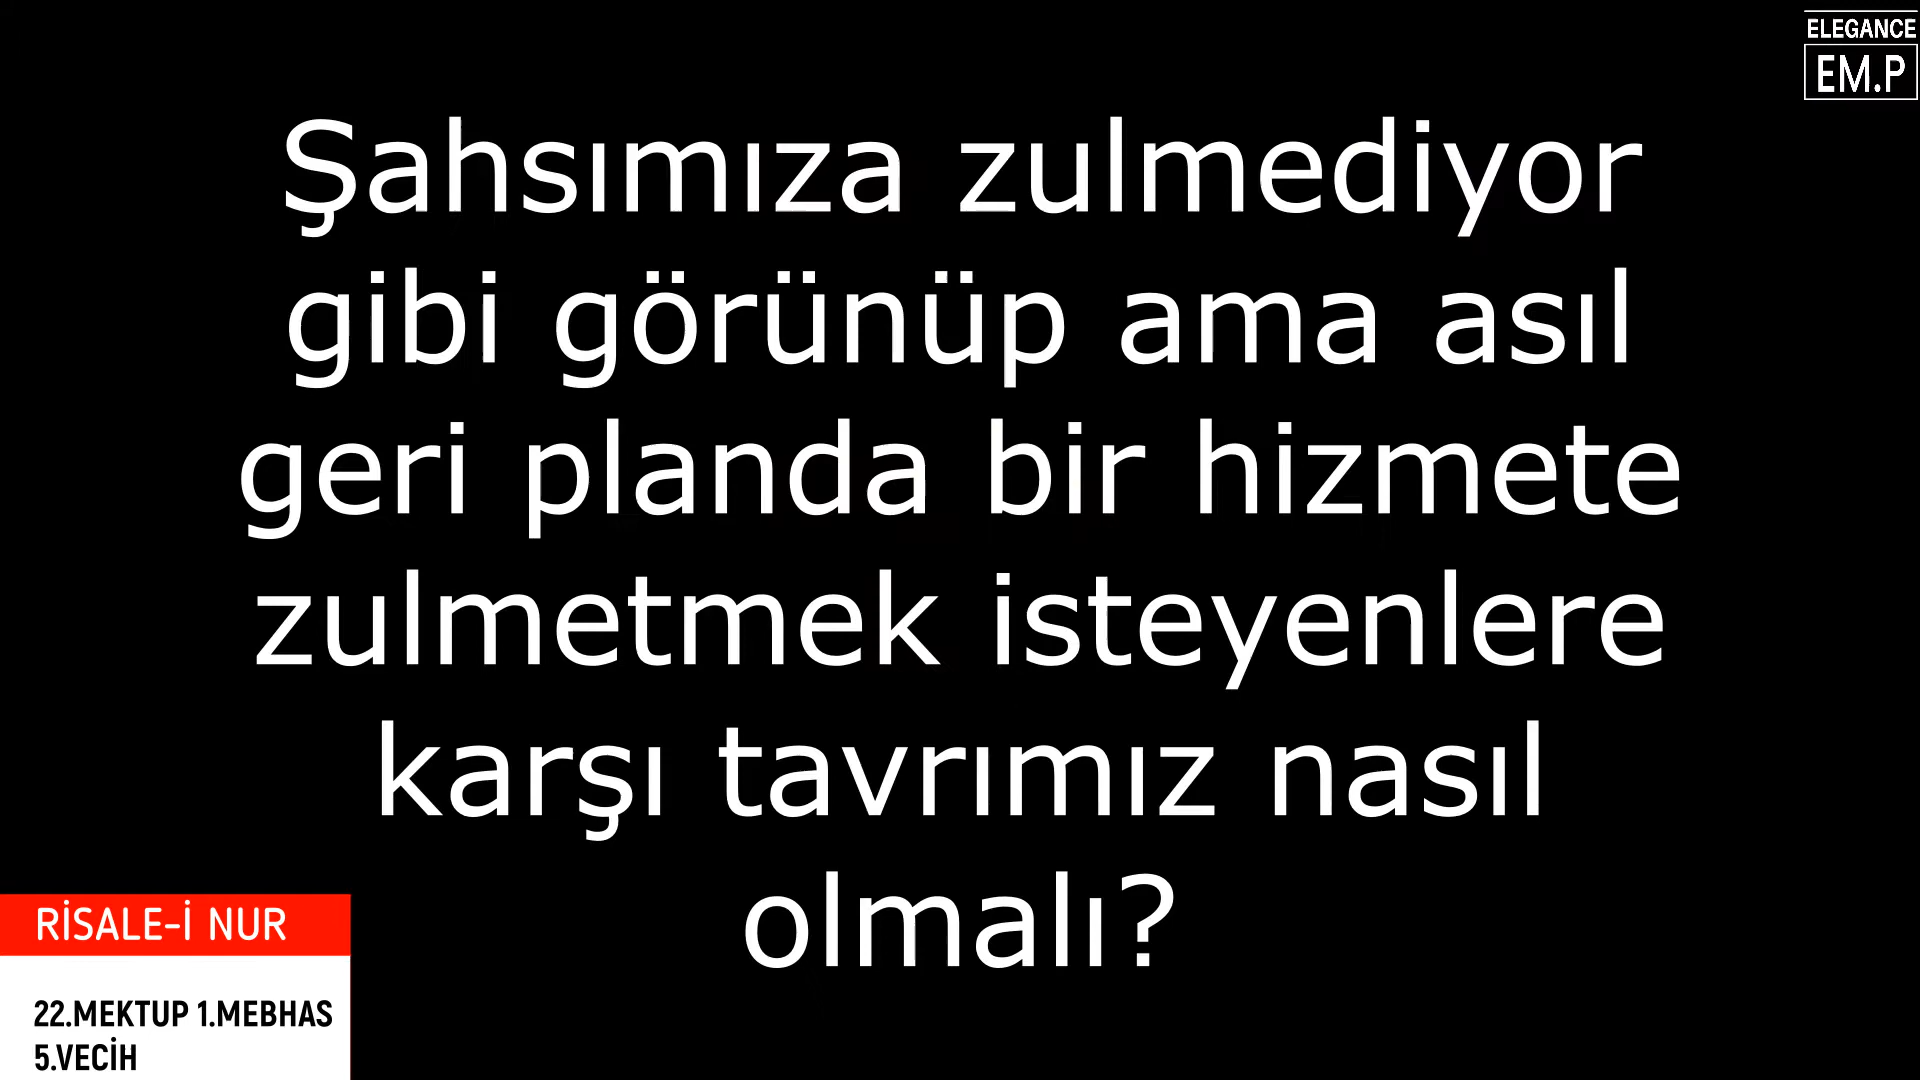 ELEGANCE
EM.P
Şahsımıza zulmediyor
gibi görünüp ama asıl
geri planda bir hizmete
zulmetmek isteyenlere
karşı tavrımız nasıl
olmalı?
RİSALE-İ NUR
22.MEKTUP 1.MEBHAS
5.VECİH